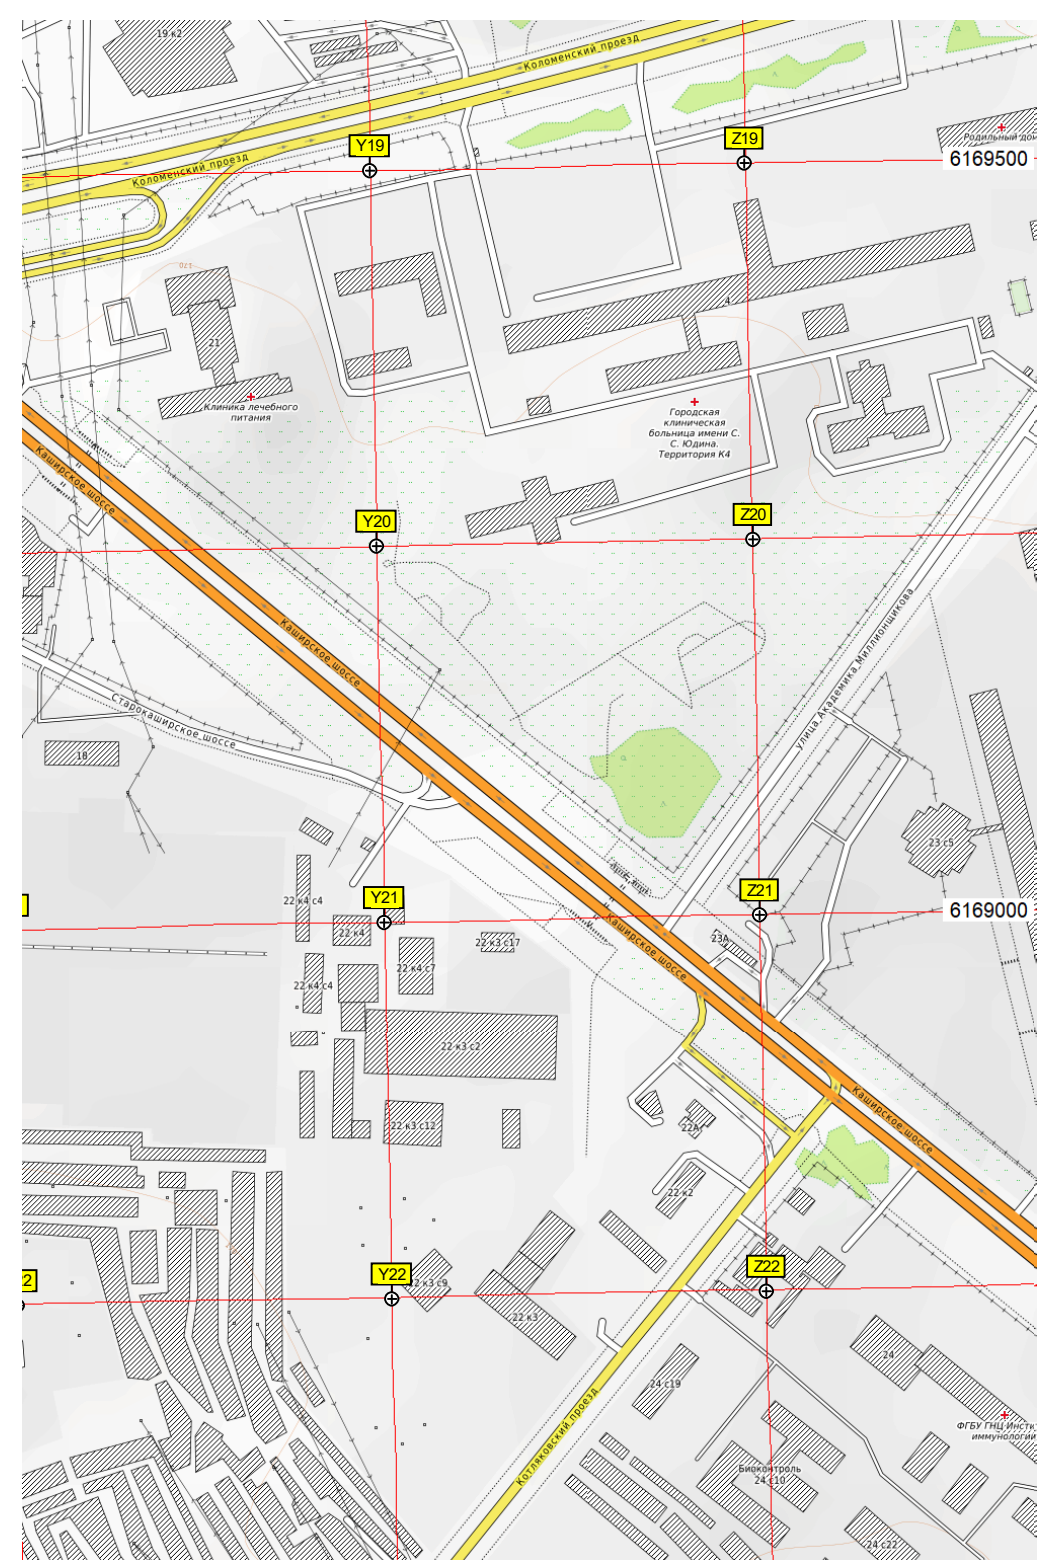 19 к2
Коломенский проезд
Y19
Z19
Родильный дом
6169500
Коломенский проезд
170
4
21
Клиника лечебного
питания
Городская
клиническая
больница имени С.
С. Юдина.
Территория К4
Каширское шоссе
Y20
Z20
Каширское шоссе
улица Академика Миллионщикова
Старокаширское шоссе
18
23 с5
22 к4 с4
Y21
Z21
6169000
22 к4
22 к3 с17
Каширское шоссе
23А
22 к4 с7
22 к4 с4
22 к3 с2
Каширское шоссе
22 к3 с12
22А
22 к2
2
Y22
22 к3 с9
Z22
22 к3
24
24 с19
Котляковский проезд
ФГБУ ГНЦ Инсти
иммунологии
Биоконтроль
24 с10
24 с22